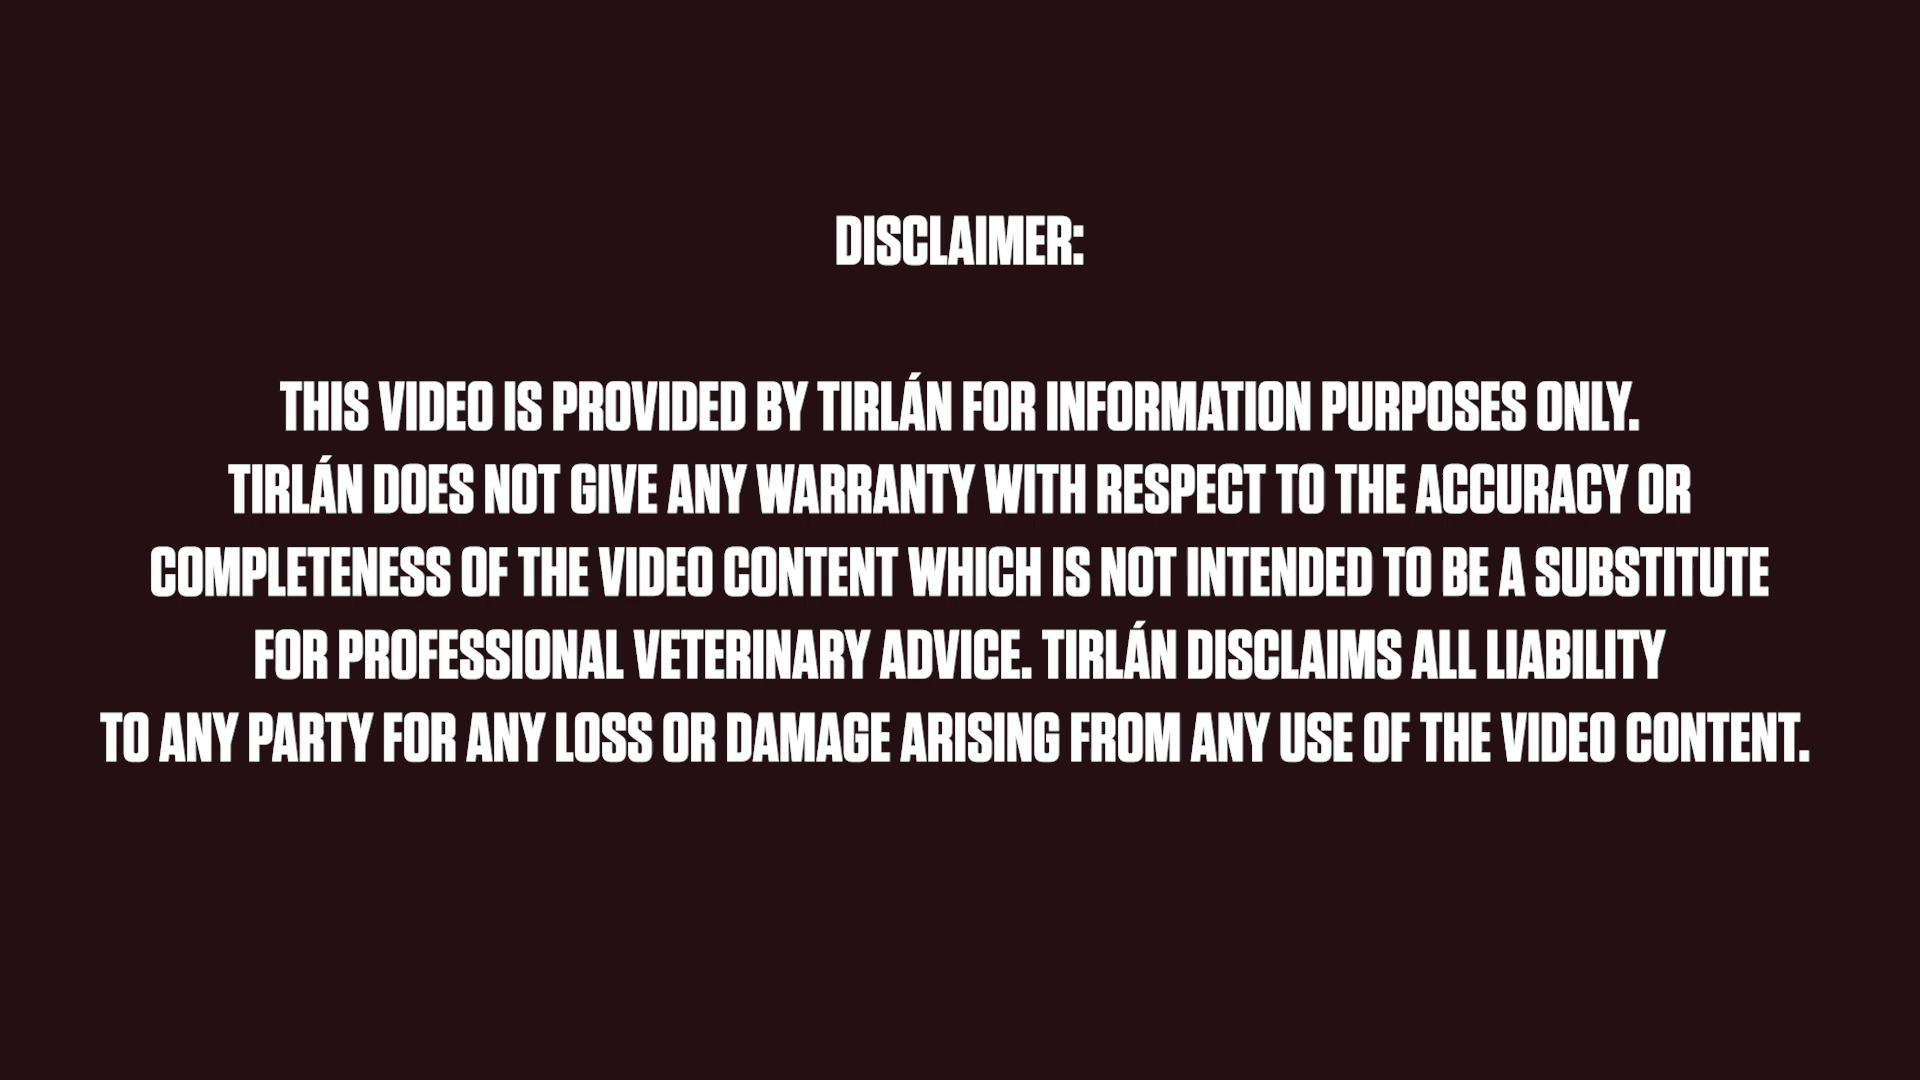 DISCLAIMER:
THIS VIDEO IS PROVIDED BY TIRLÁN FOR INFORMATION PURPOSES ONLY.
TIRLÁN DOES NOT GIVE ANY WARRANTY WITH RESPECT TO THE ACCURACY OR
COMPLETENESS OF THE VIDEO CONTENT WHICH IS NOT INTENDED TO BE A SUBSTITUTE
FOR PROFESSIONAL VETERINARY ADVICE. TIRLÁN DISCLAIMS ALL LIABILITY
TO ANY PARTY FOR ANY LOSS OR DAMAGE ARISING FROM ANY USE OF THE VIDEO CONTENT.